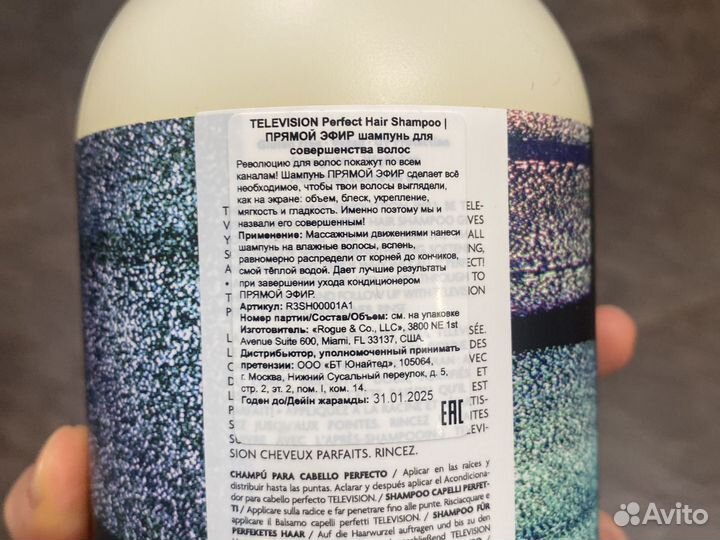 TELEVISION Perfect Hair Shampoo |
ПРЯМОЙ ЭФИР шампунь для
совершенства волос
Революцию для волос покажут по всем
каналам! Шампунь ПРЯМОЙ ЭФИР сделает всё
необходимое, чтобы твои волосы выглядели,
как на экране: объем, блеск, укрепление,
мягкость и гладкость. Именно поэтому мы и
назвали его совершенным!
Применение: Массажными движениями нанеси
шампунь на влажные волосы, вспень,
равномерно распредели от корней до кончиков,
смой тёплой водой. Дает лучшие результаты
при завершении ухода кондиционером
ПРЯМОЙ ЭФИР.
Артикул: R3SH00001A1
Номер партии/Состав/Объем: см. на упаковке
Изготовитель: «Rogue & Co., LLC», 3800 NE 1st
Avenue Suite 600, Miami, FL 33137, США.
Дистрибьютор, уполномоченный принимать
претензии: ООО «БТ Юнайтед», 105064,
г. Москва, Нижний Сусальный переулок, д. 5,
стр. 2, эт. 2, пом. I, ком. 14.
Годен до/Дейін жарамды: 31.01.2025
EAC
SION CHEVEUX PARFAITS. RINCEZ.
CHAMPÚ PARA CABELLO PERFECTO / Aplicar en las raíces y
distribuir hasta las puntas. Aclarar y después aplicar el Acondiciona-
dor para cabello perfecto TELEVISION. / SHAMPOO CAPELLI PERFET-
TI / Applicare sulla radice e far penetrare fino alle punte. Risciacquare e
applicare il Balsamo capelli perfetti TELEVISION. / SHAMPOO FÜR
PERFEKTES HAAR / Auf die Haarwurzel auftragen und bis zu den
TELEVISION
Avito